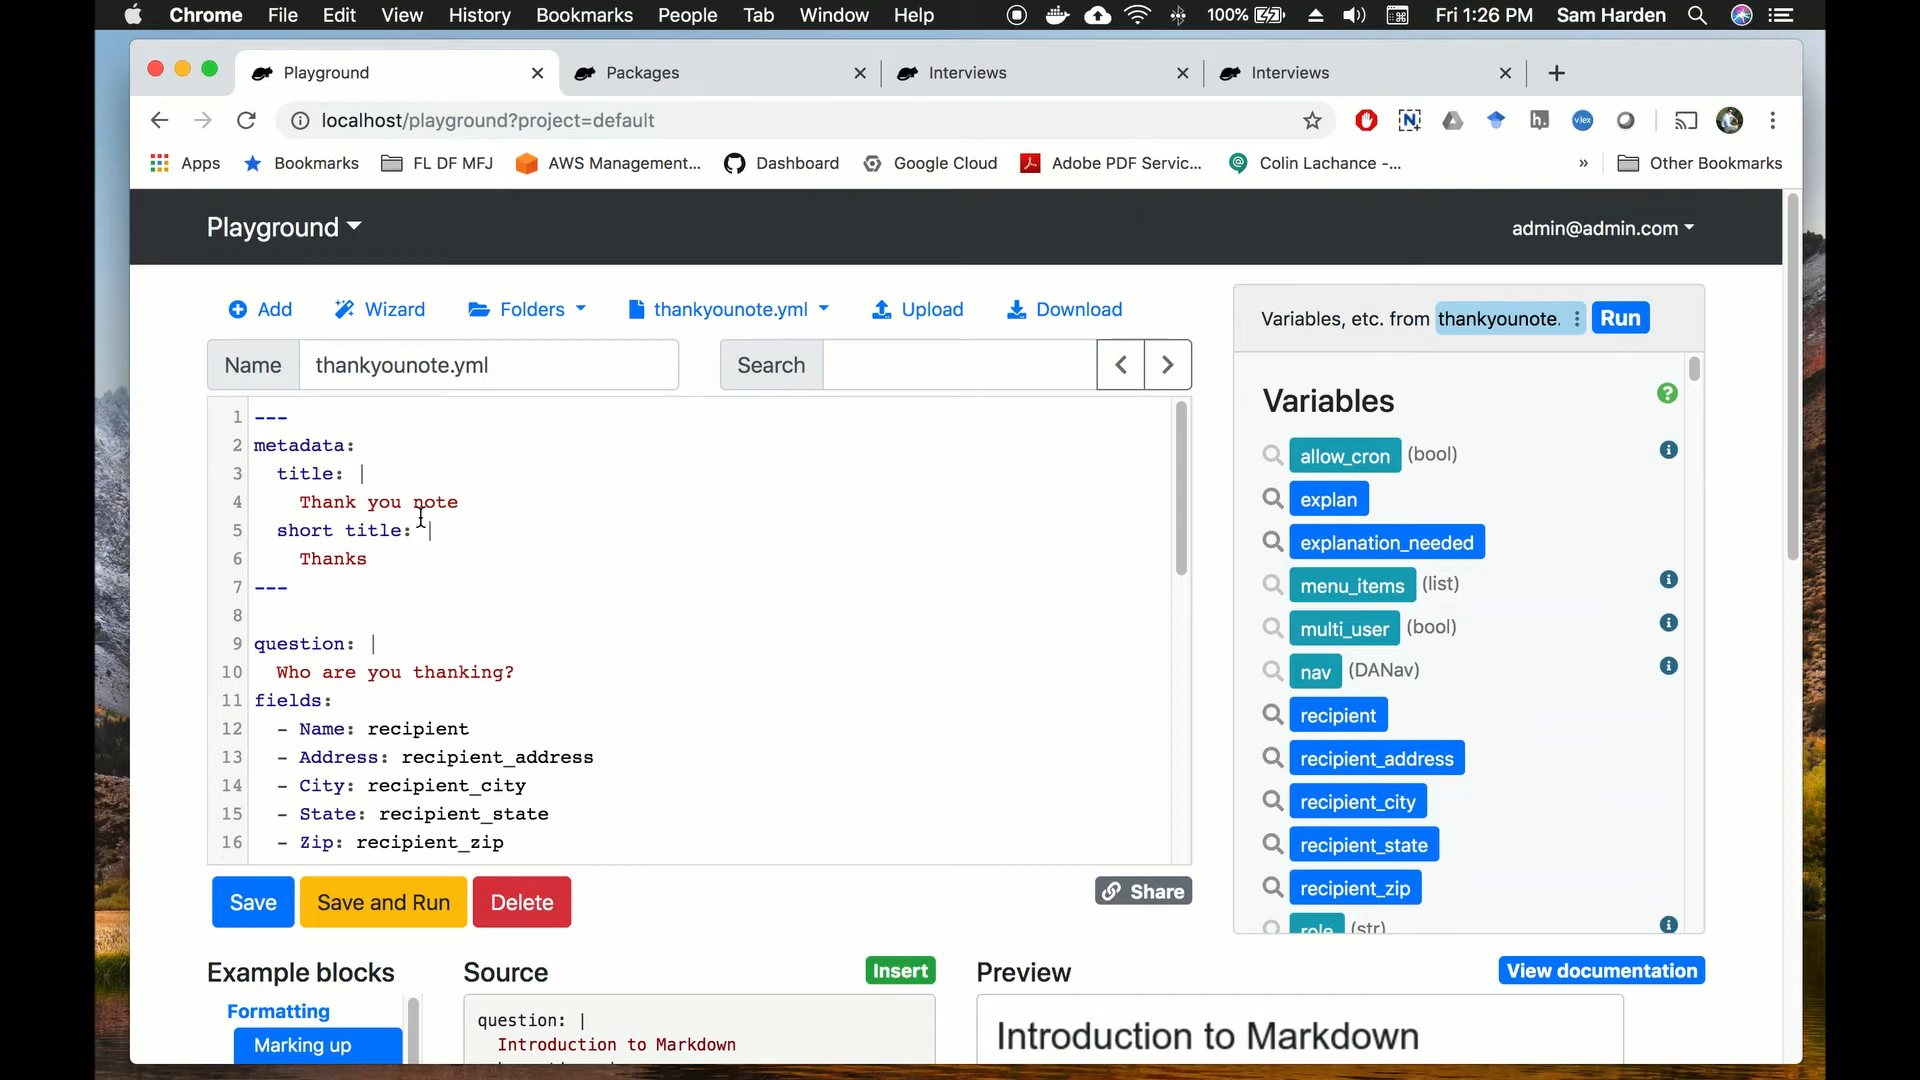 Chrome File Edit View History Bookmarks People Tab Window Help 100% Fri 1:26 PM Sam Harden
Playground Packages Interviews Interviews
localhost/playground?project=default
Apps Bookmarks FL DF MFJ AWS Management... Dashboard Google Cloud Adobe PDF Servic... Colin Lachance -... » Other Bookmarks
Playground admin@admin.com
Add Wizard Folders thankyounote.yml Upload Download
Name thankyounote.yml Search
Variables, etc. from thankyounote. Run
1 ---
2 metadata:
3 title: |
4 Thank you note
5 short title: |
6 Thanks
7 ---
8
9 question: |
10 Who are you thanking?
11 fields:
12 - Name: recipient
13 - Address: recipient_address
14 - City: recipient_city
15 - State: recipient_state
16 - Zip: recipient_zip
Variables
allow_cron (bool)
explan
explanation_needed
menu_items (list)
multi_user (bool)
nav (DANav)
recipient
recipient_address
recipient_city
recipient_state
recipient_zip
role (str)
Save Save and Run Delete Share
Example blocks Source Insert Preview View documentation
Formatting
Marking up
question: |
Introduction to Markdown
Introduction to Markdown